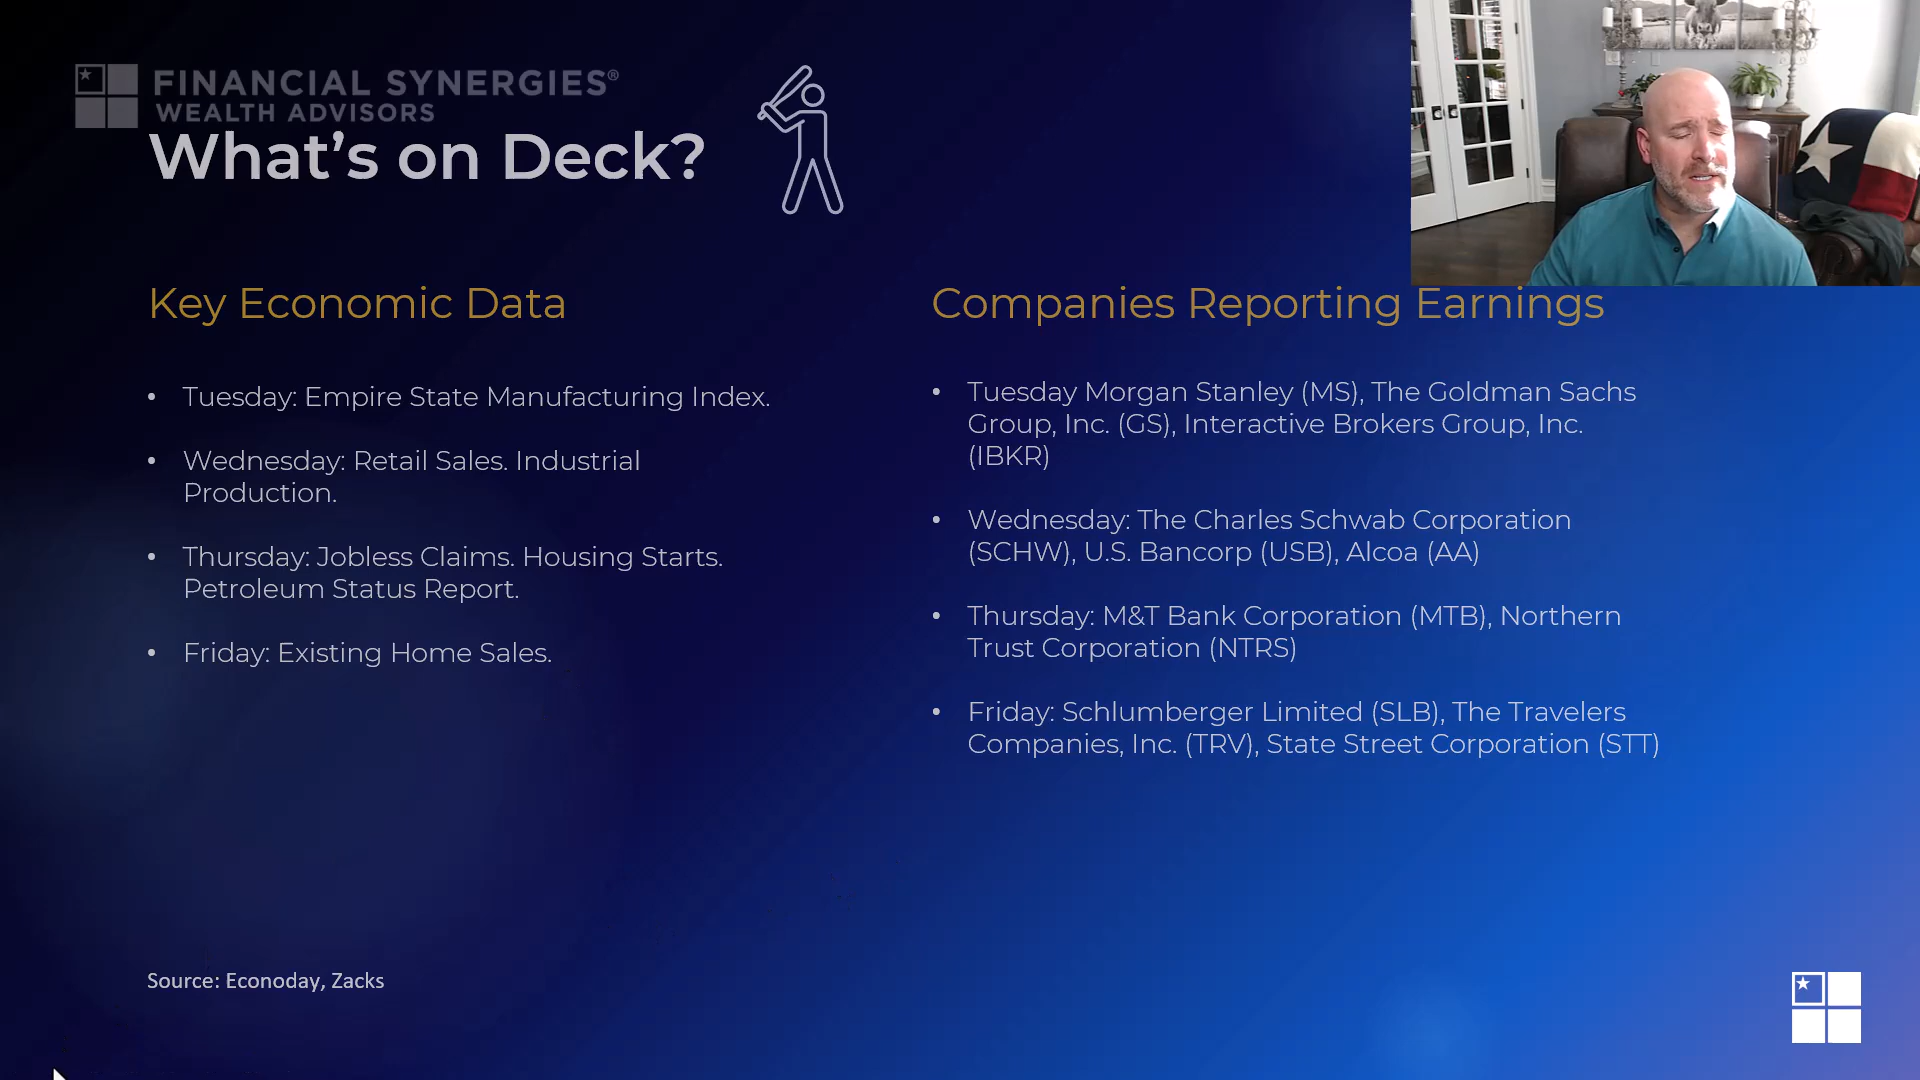 FINANCIAL SYNERGIES®
WEALTH ADVISORS
What’s on Deck?
Key Economic Data
• Tuesday: Empire State Manufacturing Index.
• Wednesday: Retail Sales. Industrial
Production.
• Thursday: Jobless Claims. Housing Starts.
Petroleum Status Report.
• Friday: Existing Home Sales.
Companies Reporting Earnings
• Tuesday Morgan Stanley (MS), The Goldman Sachs
Group, Inc. (GS), Interactive Brokers Group, Inc.
(IBKR)
• Wednesday: The Charles Schwab Corporation
(SCHW), U.S. Bancorp (USB), Alcoa (AA)
• Thursday: M&T Bank Corporation (MTB), Northern
Trust Corporation (NTRS)
• Friday: Schlumberger Limited (SLB), The Travelers
Companies, Inc. (TRV), State Street Corporation (STT)
Source: Econoday, Zacks